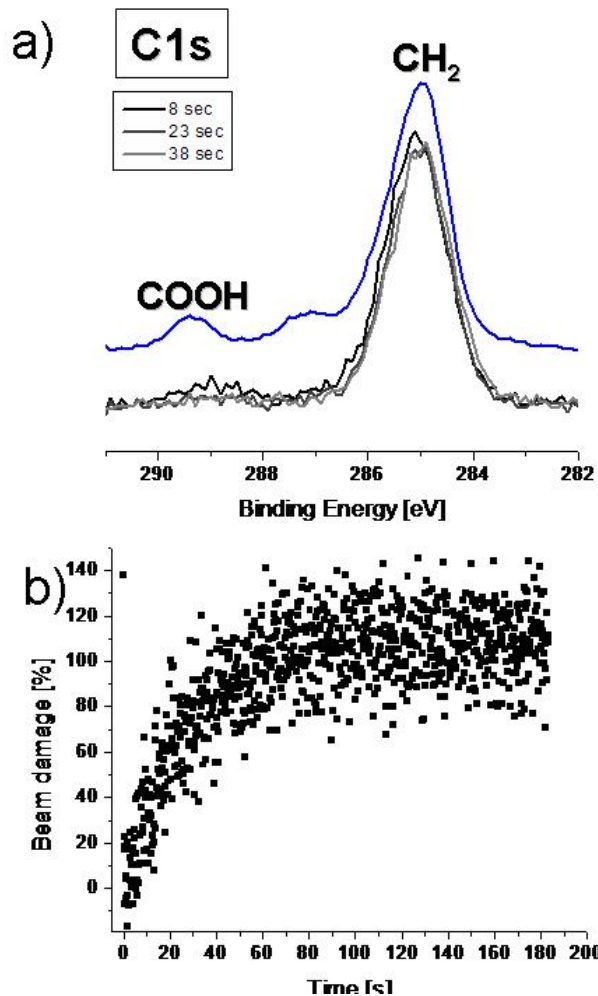 a)
C1s
CH₂
8 sec
23 sec
38 sec
COOH
290 288 286 284 282
Binding Energy [eV]
b)
140
120
100
80
60
40
20
0
Beam damage [%]
0 20 40 60 80 100 120 140 160 180 200
Time [s]